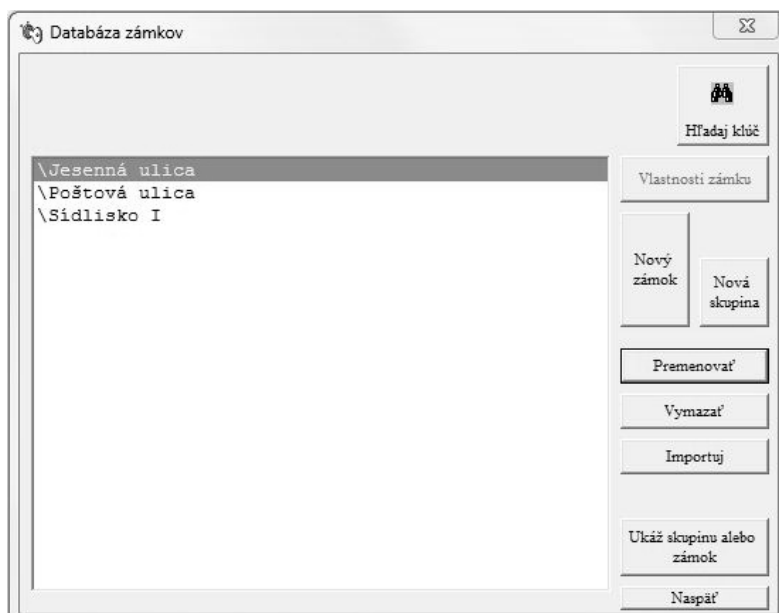 Databáza zámkov
Hľadaj klúč
\Jesenná ulica
\Poštová ulica
\Sídlisko I
Vlastnosti zámku
Nový
zámok
Nová
skupina
Premenovať
Vymazať
Importuj
Ukáž skupinu alebo
zámok
Naspäť